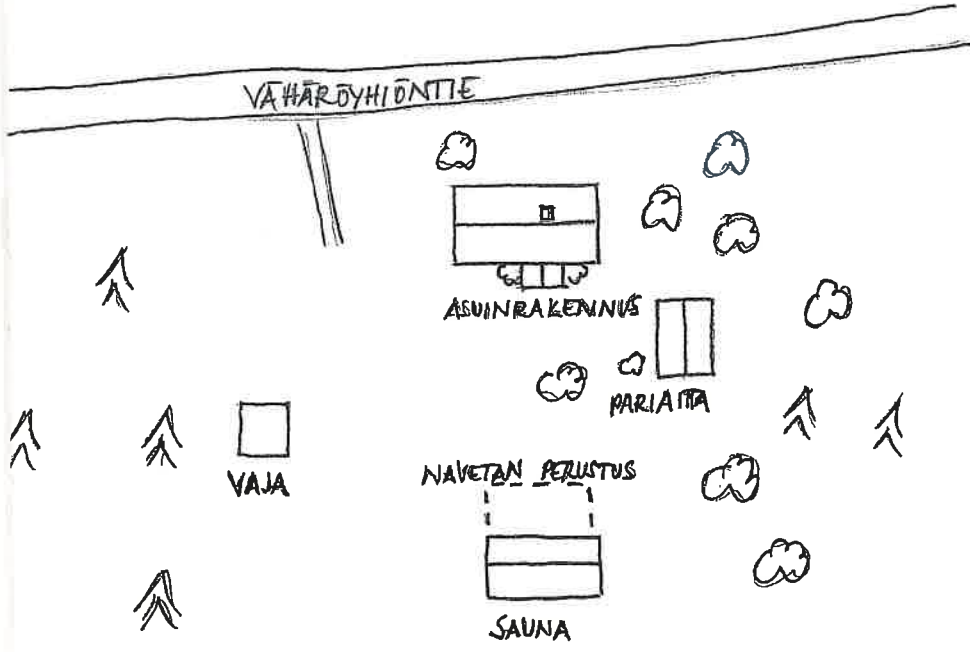 VÄHÄRÖYHIÖNTIE
ASUINRAKENNUS
PARIAITTA
VAJA
NAVETAN PERUSTUS
SAUNA